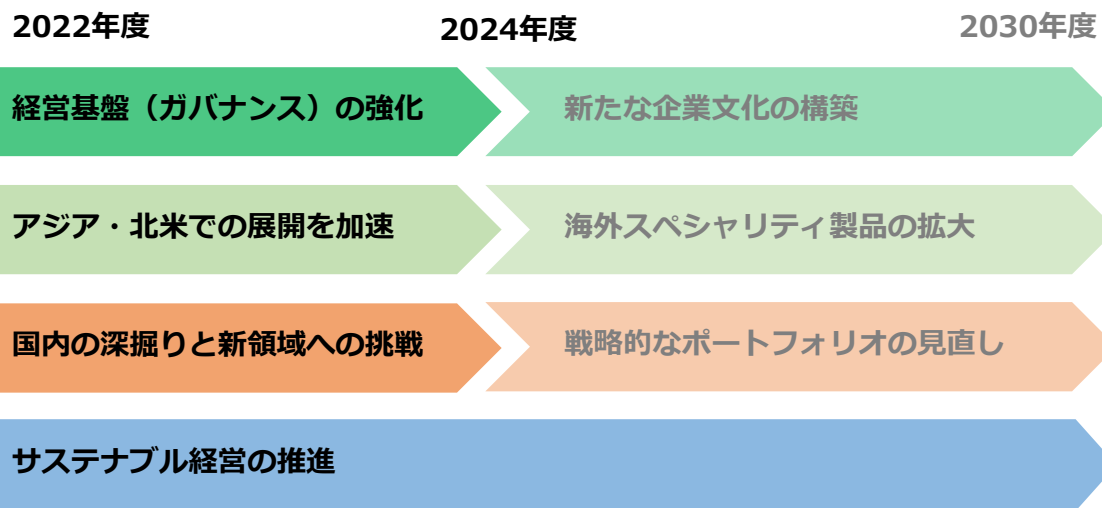 2022年度
2024年度
2030年度
経営基盤（ガバナンス）の強化
新たな企業文化の構築
アジア・北米での展開を加速
海外スペシャリティ製品の拡大
国内の深掘りと新領域への挑戦
戦略的なポートフォリオの見直し
サステナブル経営の推進